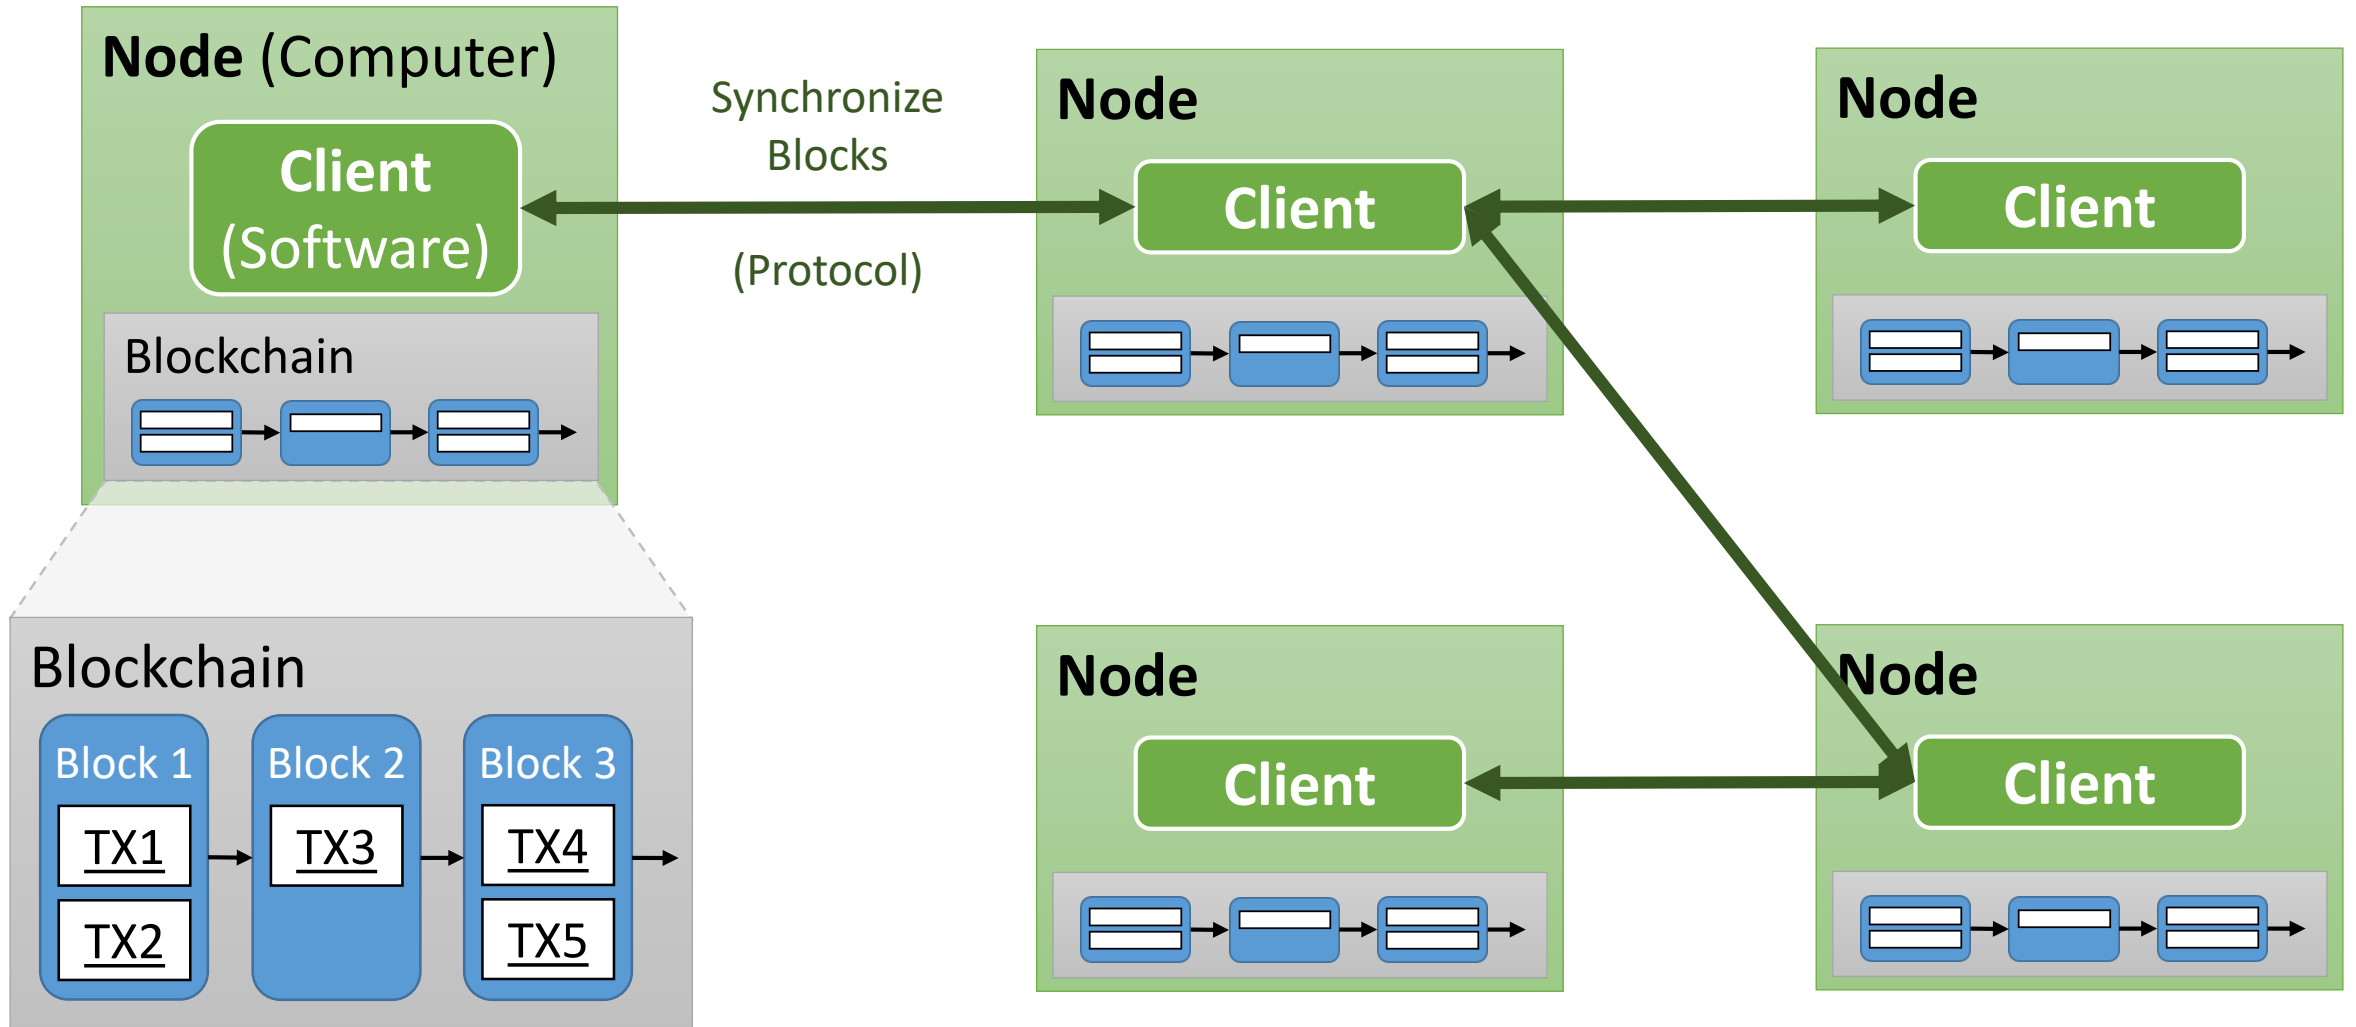 Node (Computer)
Client
(Software)
Blockchain
Synchronize
Blocks
(Protocol)
Node
Client
Node
Client
Blockchain
Block 1
TX1
TX2
Block 2
TX3
Block 3
TX4
TX5
Node
Client
Node
Client